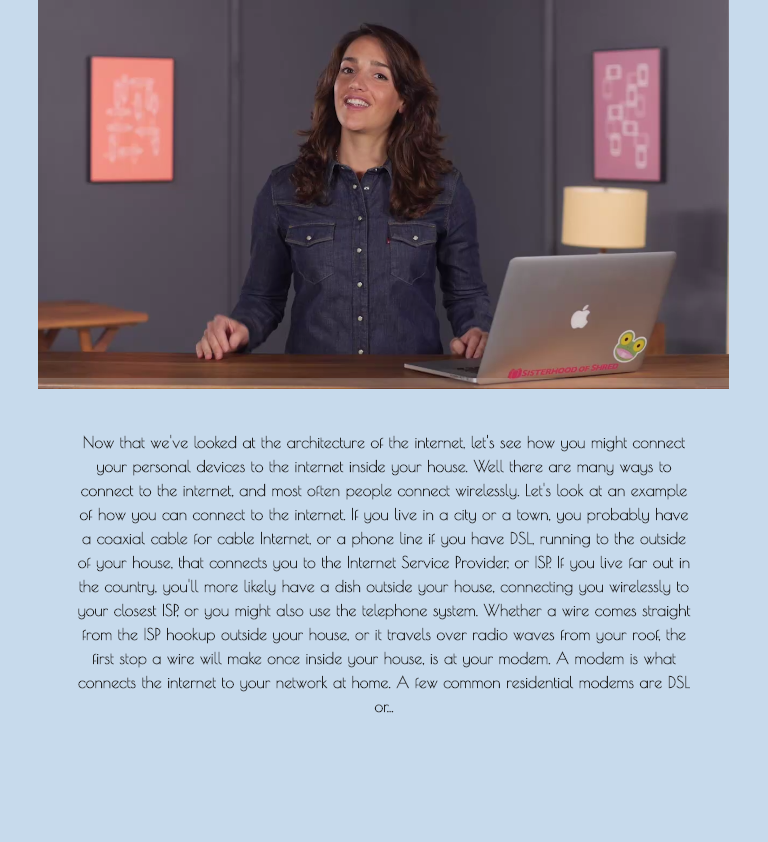 SISTERHOOD OF SHRED
Now that we've looked at the architecture of the internet, let's see how you might connect
your personal devices to the internet inside your house. Well there are many ways to
connect to the internet, and most often people connect wirelessly. Let's look at an example
of how you can connect to the internet. If you live in a city or a town, you probably have
a coaxial cable for cable Internet, or a phone line if you have DSL, running to the outside
of your house, that connects you to the Internet Service Provider, or ISP. If you live far out in
the country, you'll more likely have a dish outside your house, connecting you wirelessly to
your closest ISP, or you might also use the telephone system. Whether a wire comes straight
from the ISP hookup outside your house, or it travels over radio waves from your roof, the
first stop a wire will make once inside your house, is at your modem. A modem is what
connects the internet to your network at home. A few common residential modems are DSL
or...